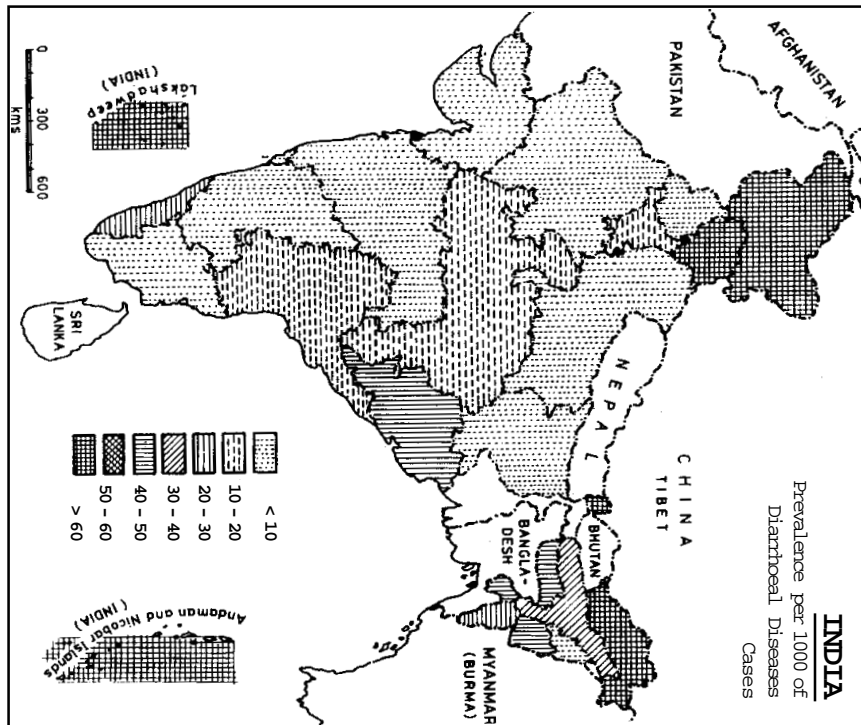 INDIA
Prevalence per 1000 of
Diarrhoeal Diseases
Cases
AFGHANISTAN
PAKISTAN
CHINA
TIBET
NEPAL
BHUTAN
BANGLA-
DESH
MYANMAR
(BURMA)
SRI
LANKA
Lakshadweep
(INDIA)
Andaman and Nicobar Islands
(INDIA)
0 300 600
kms
< 10
10 - 20
20 - 30
30 - 40
40 - 50
50 - 60
> 60